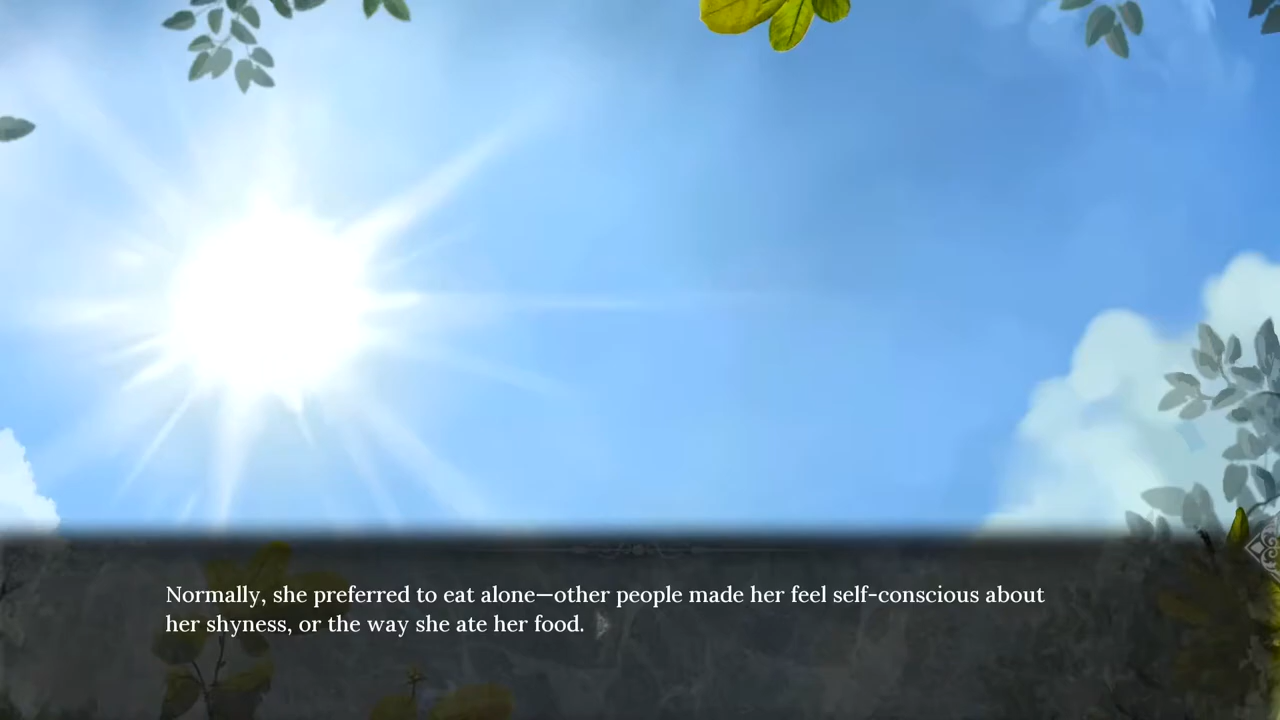 Normally, she preferred to eat alone—other people made her feel self-conscious about
her shyness, or the way she ate her food.